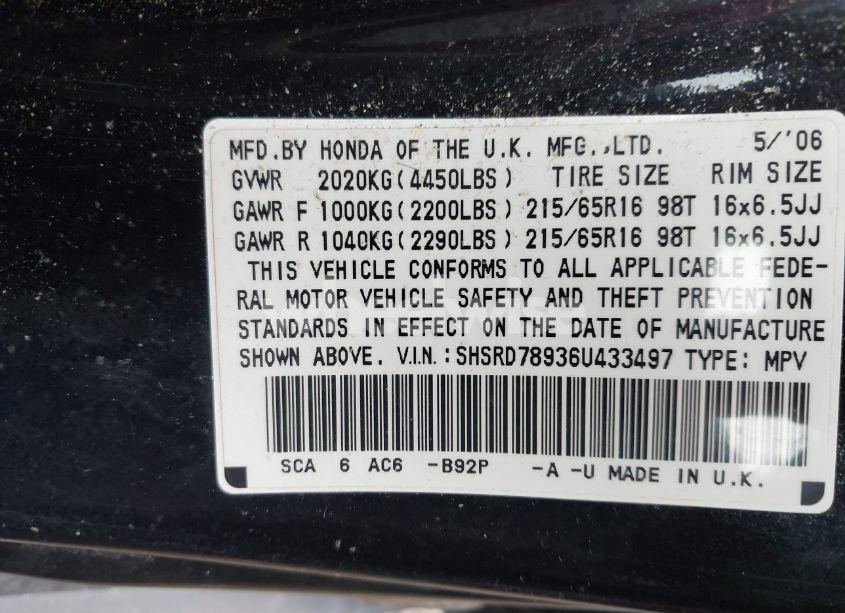 MFD.BY HONDA OF THE U.K. MFG.,LTD. 5/'06
GVWR 2020KG(4450LBS) TIRE SIZE RIM SIZE
GAWR F 1000KG(2200LBS) 215/65R16 98T 16x6.5JJ
GAWR R 1040KG(2290LBS) 215/65R16 98T 16x6.5JJ
THIS VEHICLE CONFORMS TO ALL APPLICABLE FEDE-
RAL MOTOR VEHICLE SAFETY AND THEFT PREVENTION
STANDARDS IN EFFECT ON THE DATE OF MANUFACTURE
SHOWN ABOVE. V.I.N.:SHSRD78936U433497 TYPE: MPV
SCA 6 AC6 -B92P -A -U MADE IN U.K.